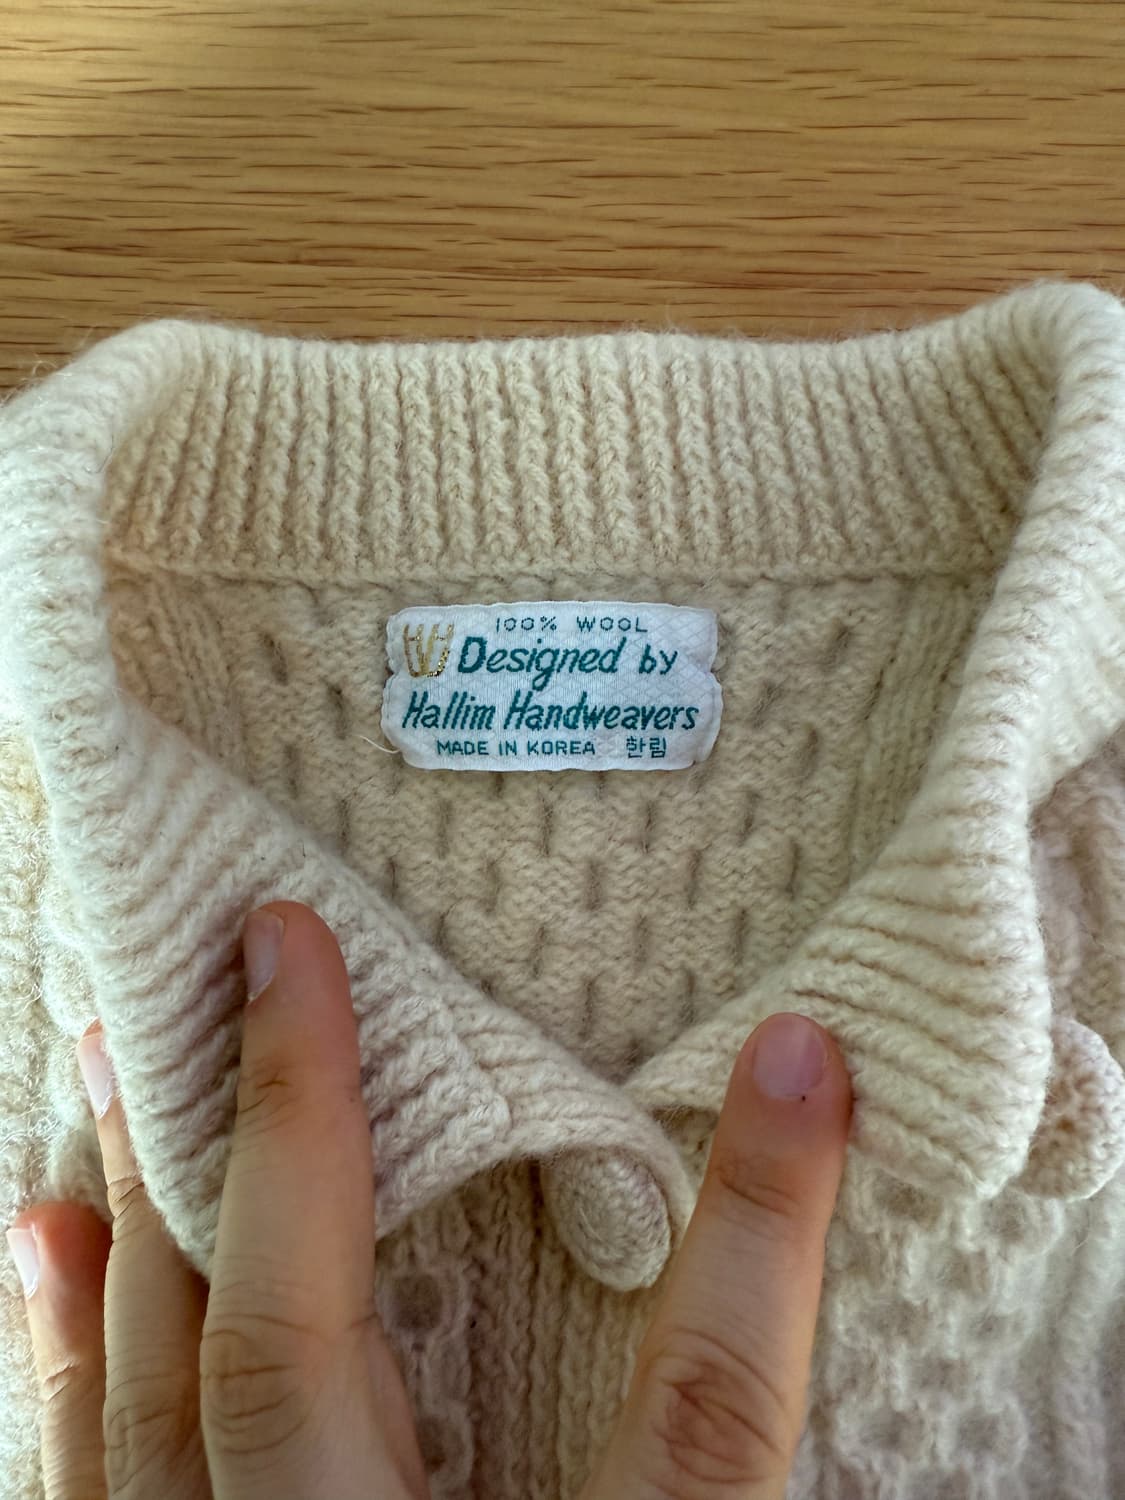 100% WOOL
Designed by
Hallim Handweavers
MADE IN KOREA 한림